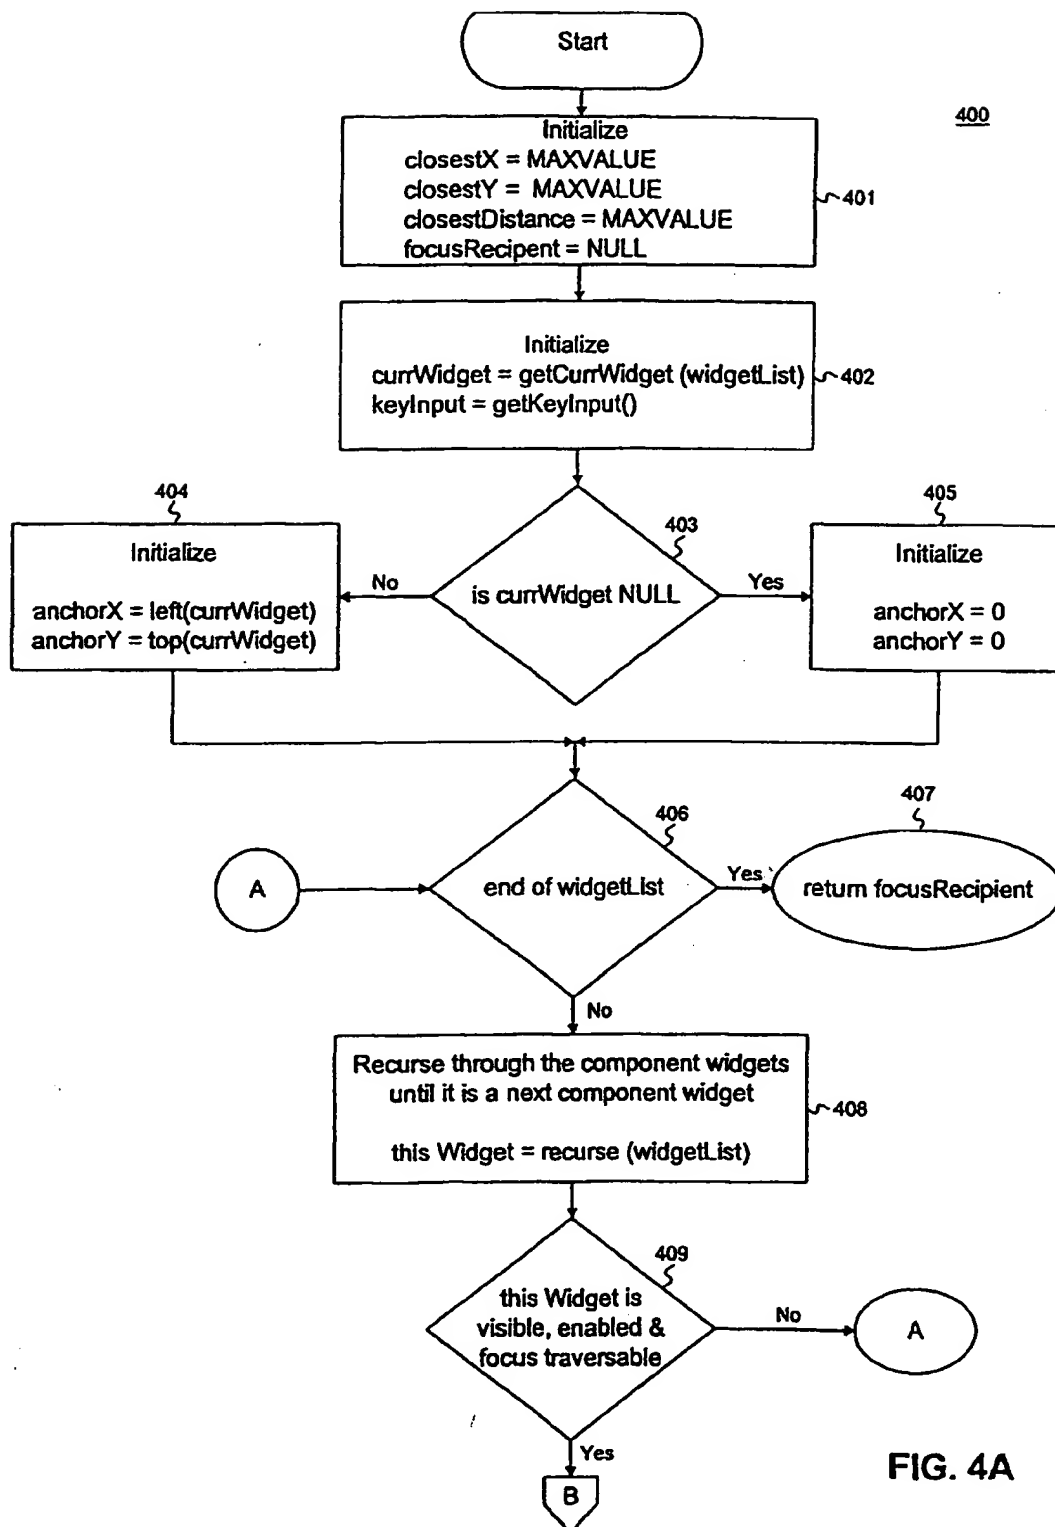 Start
400
Initialize
closestX = MAXVALUE
closestY = MAXVALUE
closestDistance = MAXVALUE
focusRecipent = NULL
401
Initialize
currWidget = getCurrWidget (widgetList)
keyInput = getKeyInput()
402
404
Initialize
anchorX = left(currWidget)
anchorY = top(currWidget)
No
403
is currWidget NULL
Yes
405
Initialize
anchorX = 0
anchorY = 0
A
406
end of widgetList
Yes
407
return focusRecipient
No
Recurse through the component widgets
until it is a next component widget
this Widget = recurse (widgetList)
408
409
this Widget is
visible, enabled &
focus traversable
No
A
Yes
B
FIG. 4A